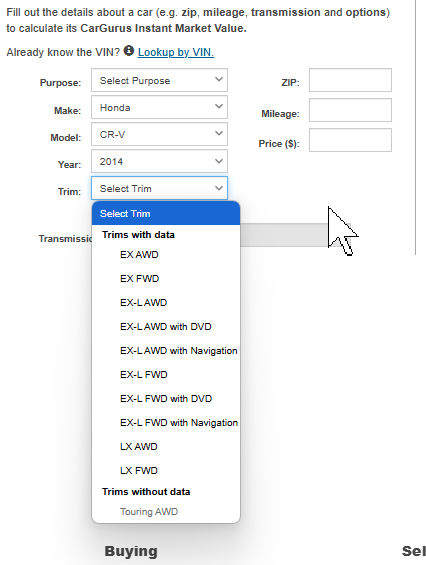 Fill out the details about a car (e.g. zip, mileage, transmission and options)
to calculate its CarGurus Instant Market Value.
Already know the VIN? Lookup by VIN.
Purpose: Select Purpose
ZIP:
Make: Honda
Mileage:
Model: CR-V
Price ($):
Year: 2014
Trim: Select Trim
Select Trim
Trims with data
Transmissic
EX AWD
EX FWD
EX-L AWD
EX-L AWD with DVD
EX-L AWD with Navigation
EX-L FWD
EX-L FWD with DVD
EX-L FWD with Navigation
LX AWD
LX FWD
Trims without data
Touring AWD
Buying
Sel